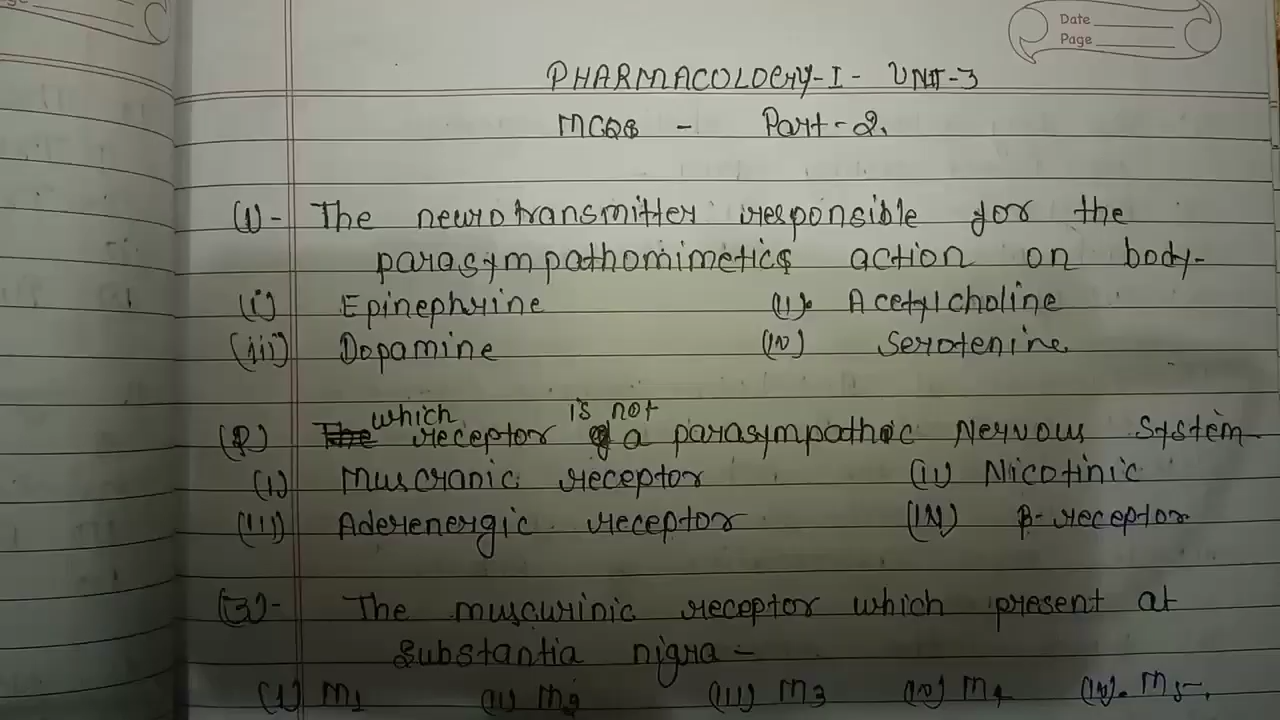 Date
Page
PHARMACOLOGY-I- UNIT-3
MCQs - Part-2.
(1)- The neurotransmitter responsible for the
parasympathomimetics action on body-
(i) Epinephrine (ii) Acetylcholine
(iii) Dopamine (iv) Serotenine
which is not
(2) The receptor of a parasympathoic Nervous System
(i) Muscranic receptor (ii) Nicotinic
(iii) Aderenergic receptor (iv) β-receptor
(3)- The muscurinic receptor which present at
substantia nigra-
(i) M1 (ii) M2 (iii) M3 (iv) M4 (iv). M5-.